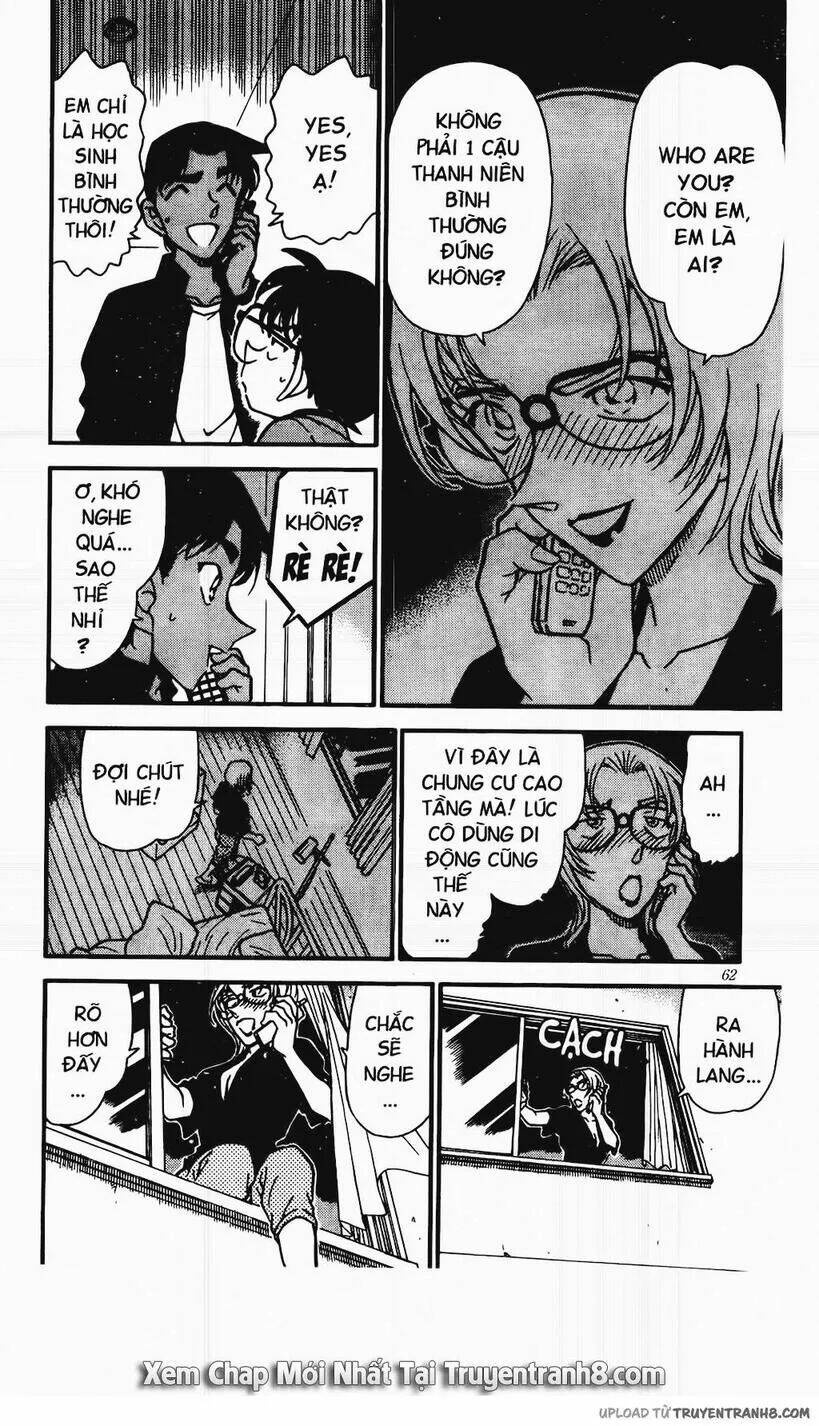 WHO ARE
YOU?
CÒN EM,
EM LÀ
AI?
KHÔNG
PHẢI 1 CẬU
THANH NIÊN
BÌNH
THƯỜNG
ĐÚNG
KHÔNG?
YES,
YES
Ạ!
EM CHỈ
LÀ HỌC
SINH
BÌNH
THƯỜNG
THÔI!
THẬT
KHÔNG?
RÈ RÈ!
Ơ, KHÓ
NGHE
QUÁ...
SAO
THẾ
NHỈ
?
AH
...
VÌ ĐÂY LÀ
CHUNG CƯ CAO
TẦNG MÀ! LÚC
CÔ DÙNG DI
ĐỘNG CŨNG
THẾ
NÀY
...
ĐỢI CHÚT
NHÉ!
62
RA
HÀNH
LANG...
CẠCH
CHẮC
SẼ
NGHE
...
RÕ
HƠN
ĐẤY
...
Xem Chap Mới Nhất Tại Truyentranh8.com
UPLOAD TỪ TRUYENTRANH8.COM